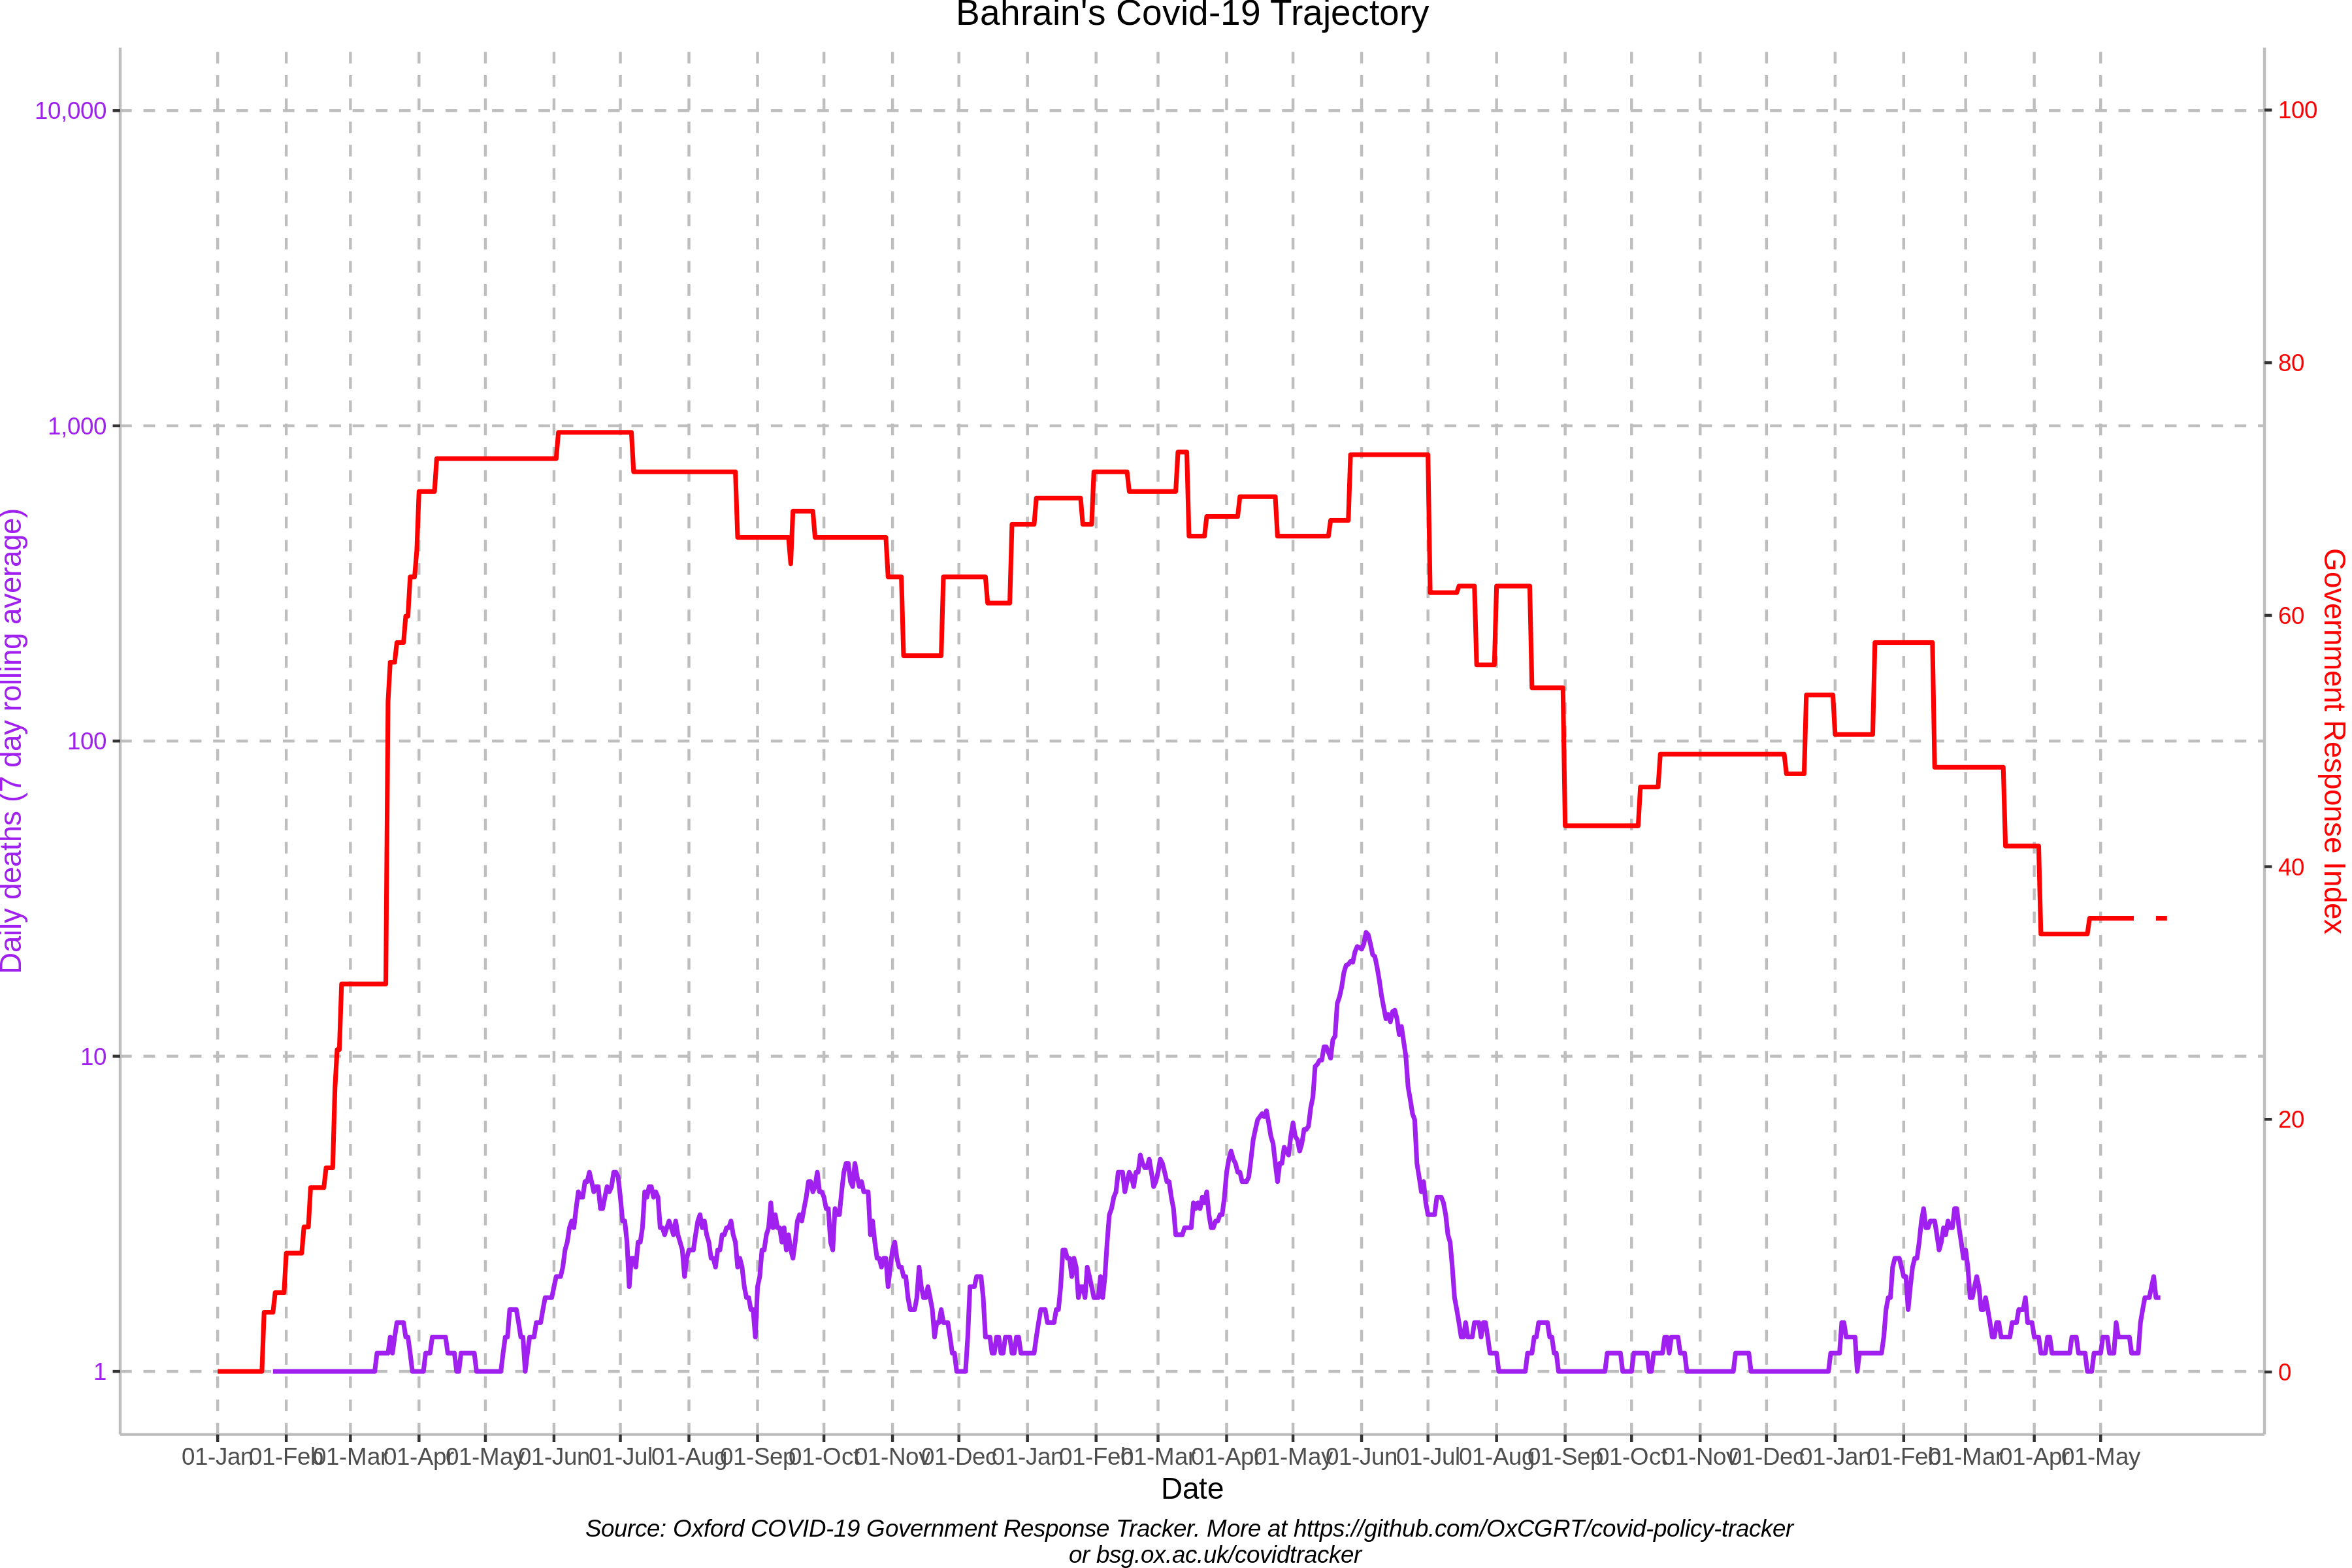 Bahrain's Covid-19 Trajectory
10,000
1,000
100
10
1
Daily deaths (7 day rolling average)
100
80
60
40
20
0
Government Response Index
01-Jan 01-Feb 01-Mar 01-Apr 01-May 01-Jun 01-Jul 01-Aug 01-Sep 01-Oct 01-Nov 01-Dec 01-Jan 01-Feb 01-Mar 01-Apr 01-May 01-Jun 01-Jul 01-Aug 01-Sep 01-Oct 01-Nov 01-Dec 01-Jan 01-Feb 01-Mar 01-Apr 01-May
Date
Source: Oxford COVID-19 Government Response Tracker. More at https://github.com/OxCGRT/covid-policy-tracker
or bsg.ox.ac.uk/covidtracker